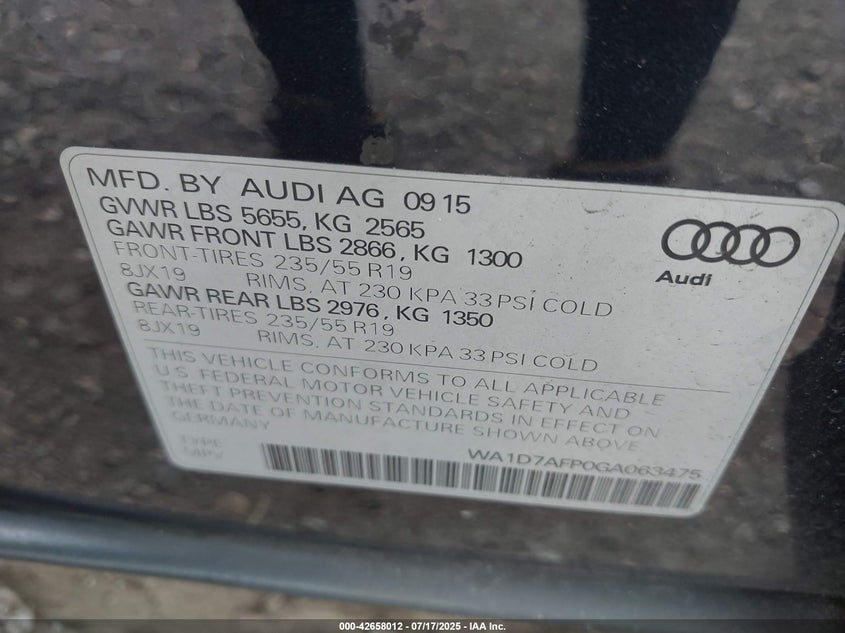 MFD. BY AUDI AG 09 15
GVWR LBS 5655, KG 2565
GAWR FRONT LBS 2866, KG 1300
FRONT-TIRES 235/55 R19
8JX19 RIMS, AT 230 KPA 33 PSI COLD
GAWR REAR LBS 2976, KG 1350
REAR-TIRES 235/55 R19
8JX19 RIMS, AT 230 KPA 33 PSI COLD
Audi
THIS VEHICLE CONFORMS TO ALL APPLICABLE
U.S. FEDERAL MOTOR VEHICLE SAFETY AND
THEFT PREVENTION STANDARDS IN EFFECT ON
THE DATE OF MANUFACTURE SHOWN ABOVE
GERMANY
TYPE
MPV
WA1D7AFP0GA063475
000-42658012 - 07/17/2025 - IAA Inc.